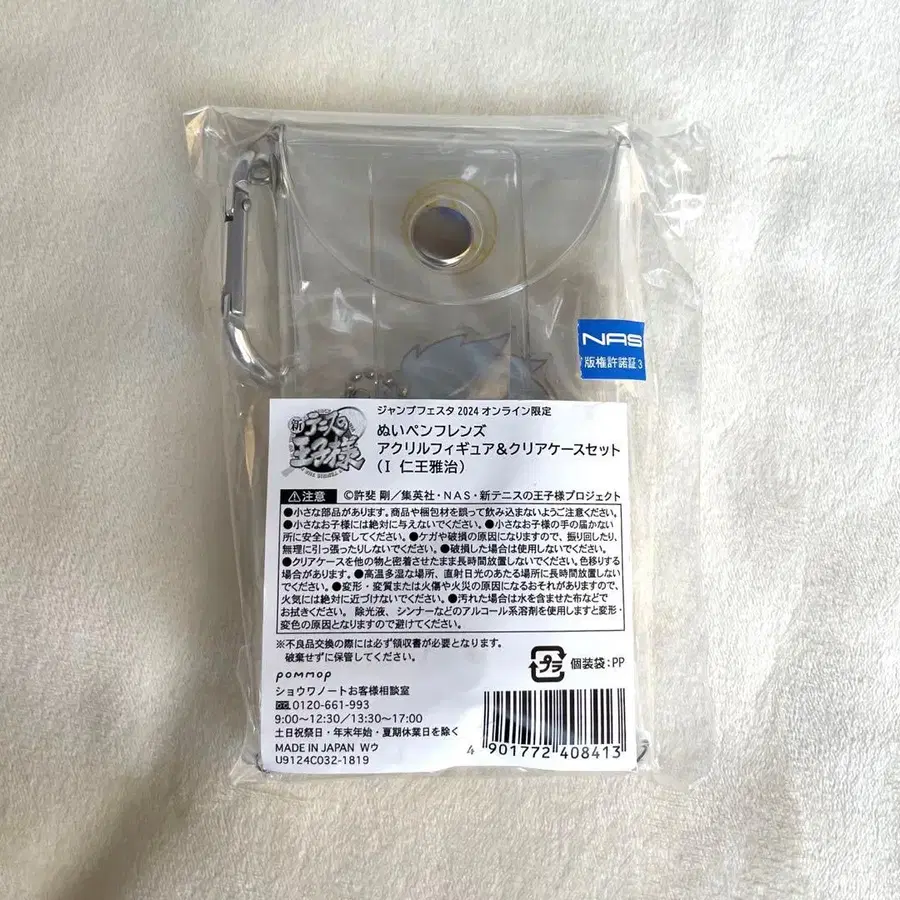 NAS
版権許諾証3
新テニスの
王子様
ジャンプフェスタ 2024 オンライン限定
ぬいペンフレンズ
アクリルフィギュア&クリアケースセット
(I 仁王雅治)
⚠注意 ©許斐 剛/集英社・NAS・新テニスの王子様プロジェクト
●小さな部品があります。商品や梱包材を誤って飲み込まないようご注意ください。
●小さなお子様には絶対に与えないでください。●小さなお子様の手の届かない
所に安全に保管してください。●ケガや破損の原因になりますので、振り回したり、
無理に引っ張ったりしないでください。●破損した場合は使用しないでください。
●クリアケースを他の物と密着させたまま長時間放置しないでください。色移りする
場合があります。●高温多湿な場所、直射日光のあたる場所に長時間放置しない
でください。●変形・変質または火傷や火災の原因になるおそれがありますので、
火気には絶対に近づけないでください。●汚れた場合は水を含ませた布などで
お拭きください。除光液、シンナーなどのアルコール系溶剤を使用しますと変形・
変色の原因となりますので避けてください。
※不良品交換の際には必ず領収書が必要となります。
破棄せずに保管してください。
プラ 個装袋:PP
pommop
ショウワノートお客様相談室
0120-661-993
9:00〜12:30/13:30〜17:00
土日祝祭日・年末年始・夏期休業日を除く
MADE IN JAPAN Wウ
U9124C032-1819
4 901772 408413